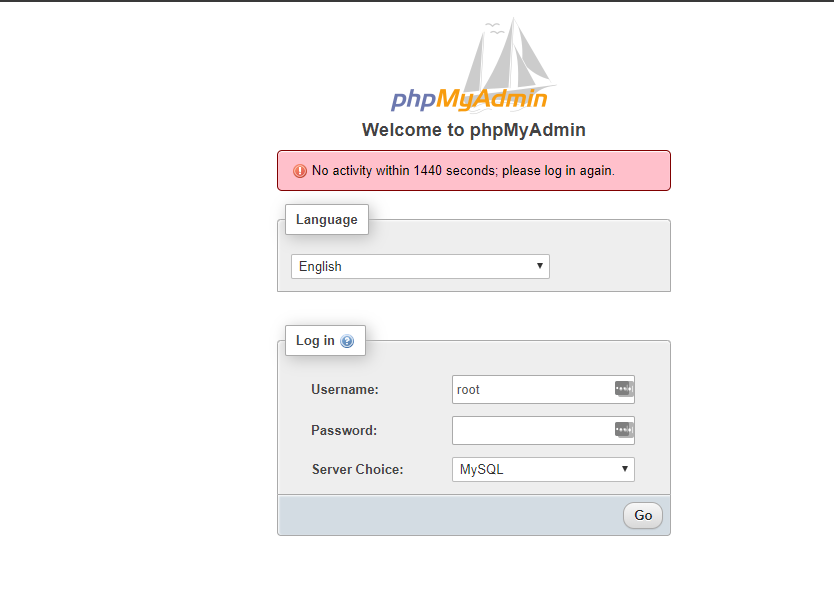 phpMyAdmin
Welcome to phpMyAdmin
No activity within 1440 seconds; please log in again.
Language
English
Log in
Username:
root
Password:
Server Choice:
MySQL
Go